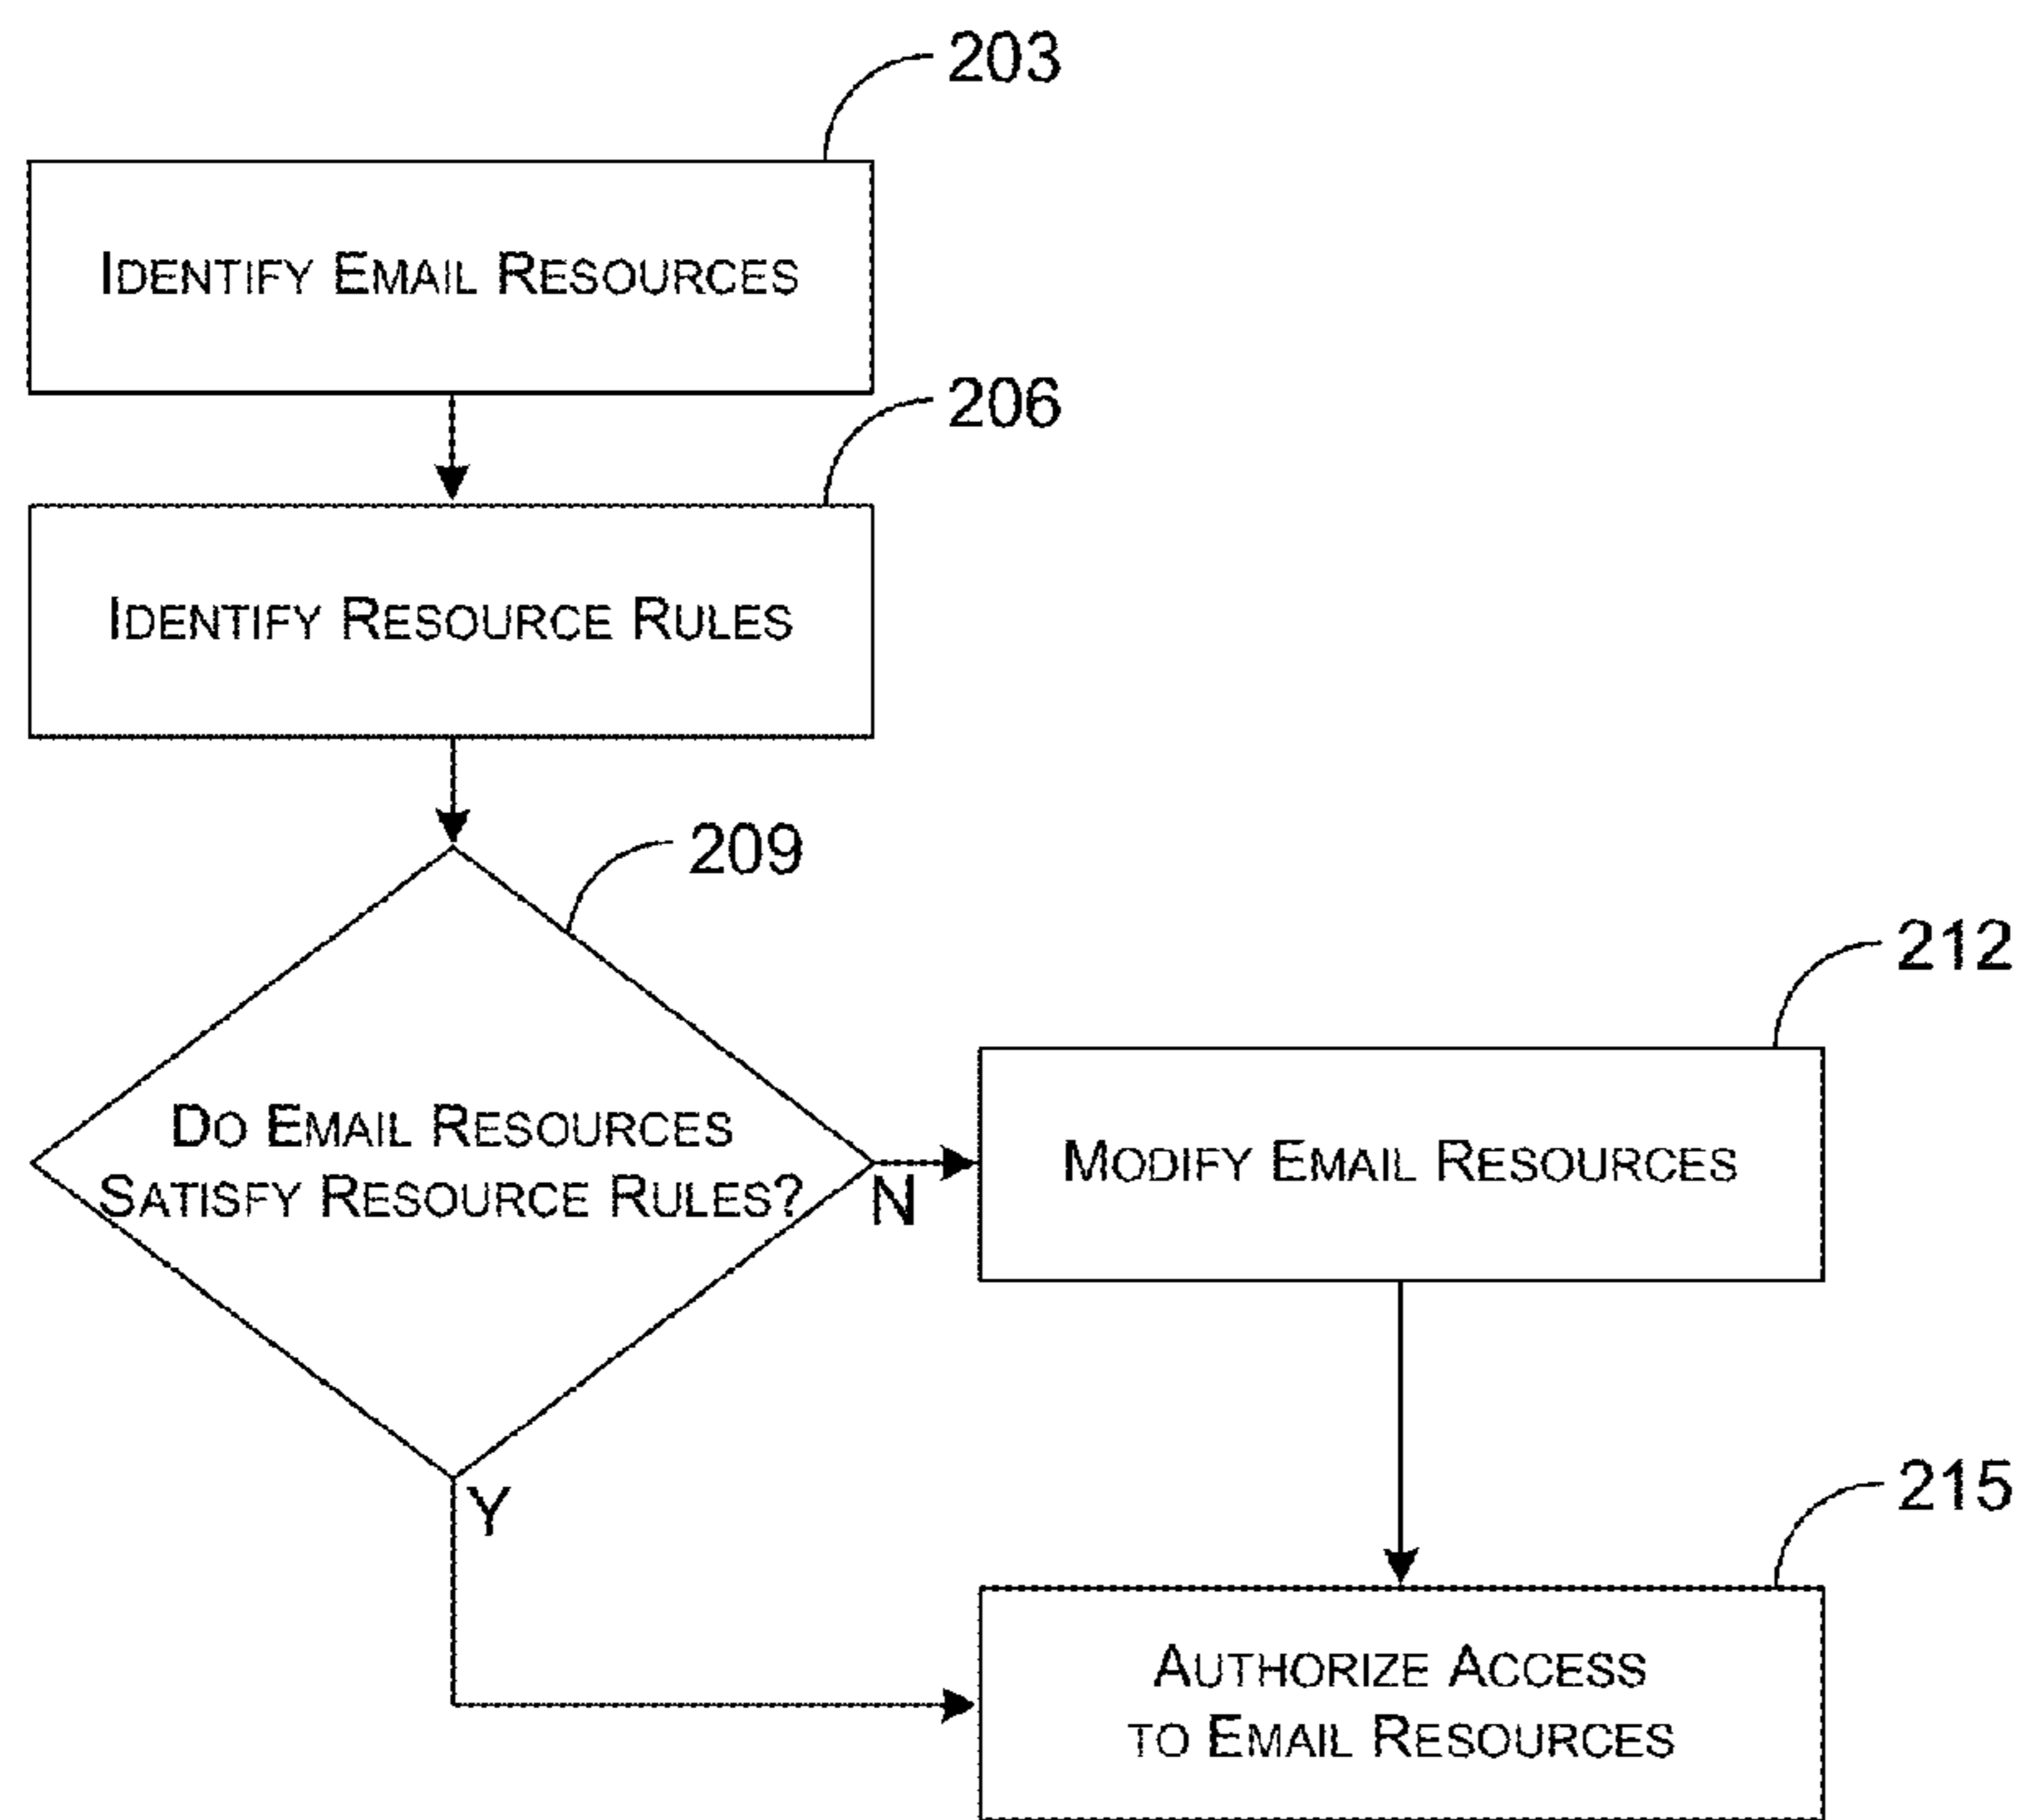 203
IDENTIFY EMAIL RESOURCES
206
IDENTIFY RESOURCE RULES
209
DO EMAIL RESOURCES
SATISFY RESOURCE RULES?
N
212
MODIFY EMAIL RESOURCES
Y
215
AUTHORIZE ACCESS
TO EMAIL RESOURCES